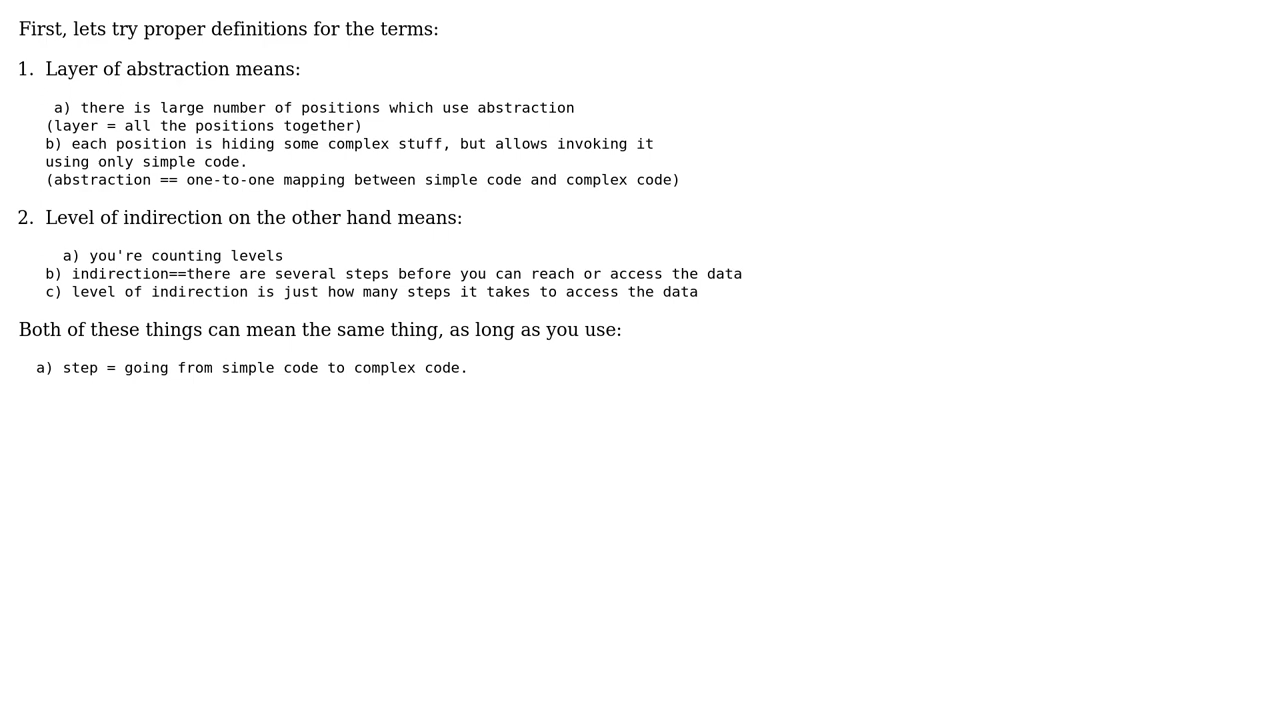 First, lets try proper definitions for the terms:
1. Layer of abstraction means:
a) there is large number of positions which use abstraction
(layer = all the positions together)
b) each position is hiding some complex stuff, but allows invoking it
using only simple code.
(abstraction == one-to-one mapping between simple code and complex code)
2. Level of indirection on the other hand means:
a) you're counting levels
b) indirection==there are several steps before you can reach or access the data
c) level of indirection is just how many steps it takes to access the data
Both of these things can mean the same thing, as long as you use:
a) step = going from simple code to complex code.